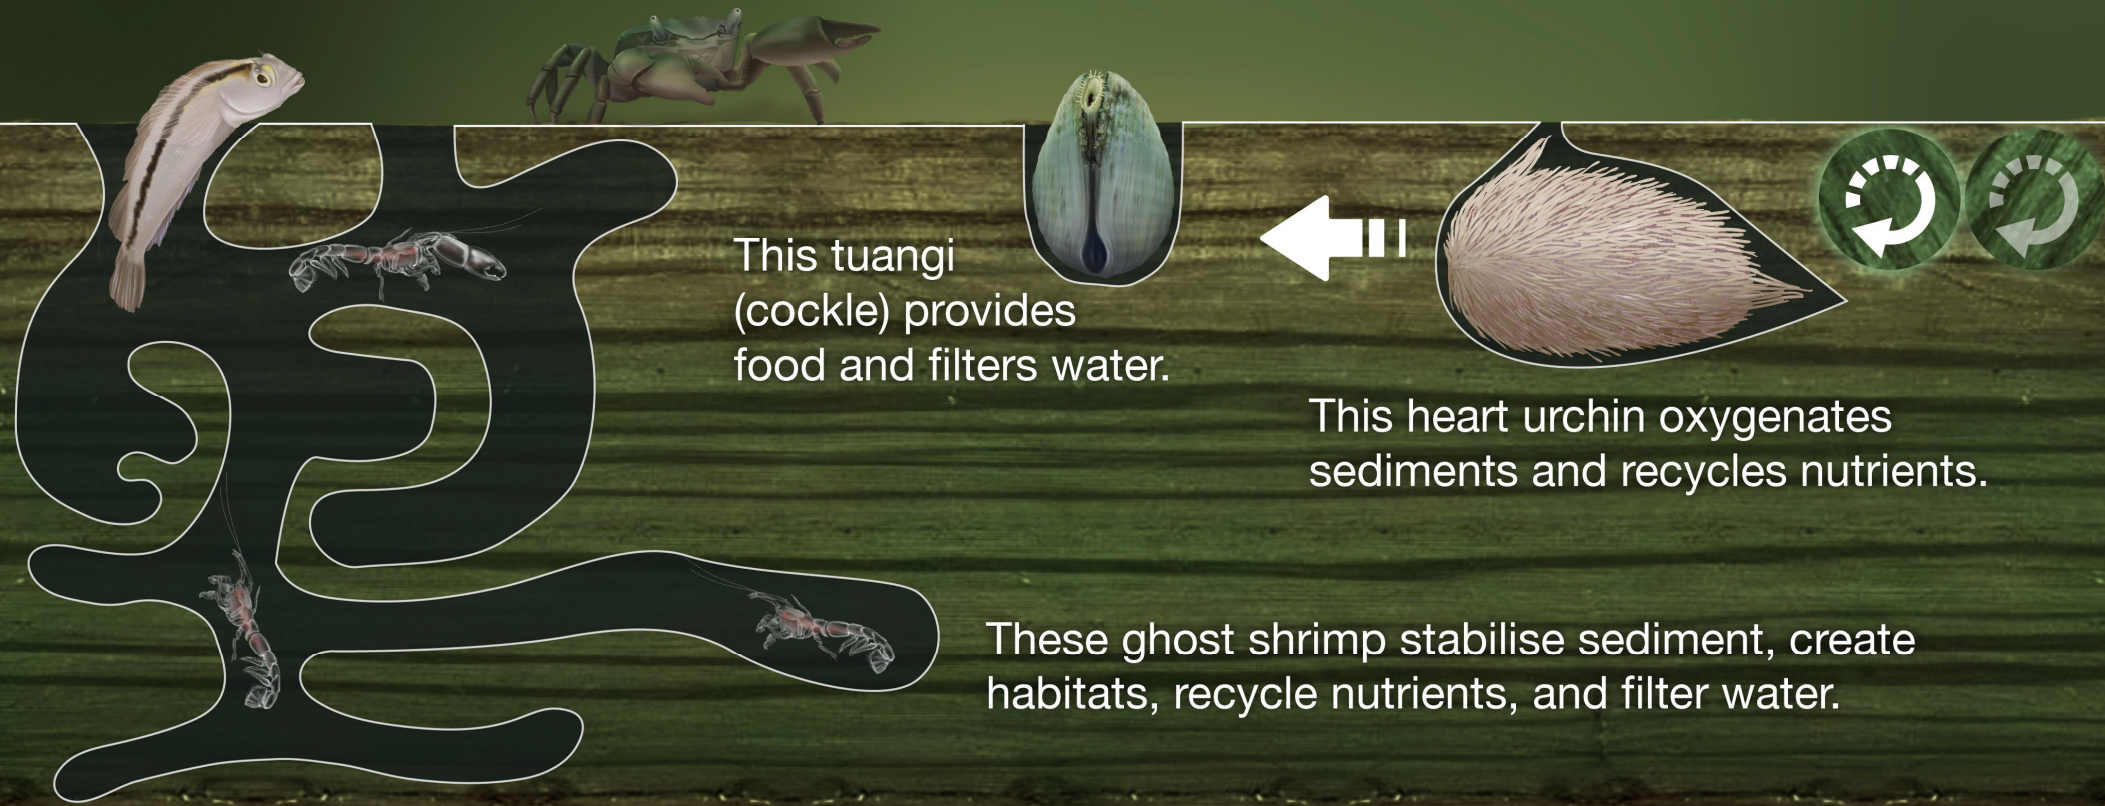 This tuangi
(cockle) provides
food and filters water.
This heart urchin oxygenates
sediments and recycles nutrients.
These ghost shrimp stabilise sediment, create
habitats, recycle nutrients, and filter water.